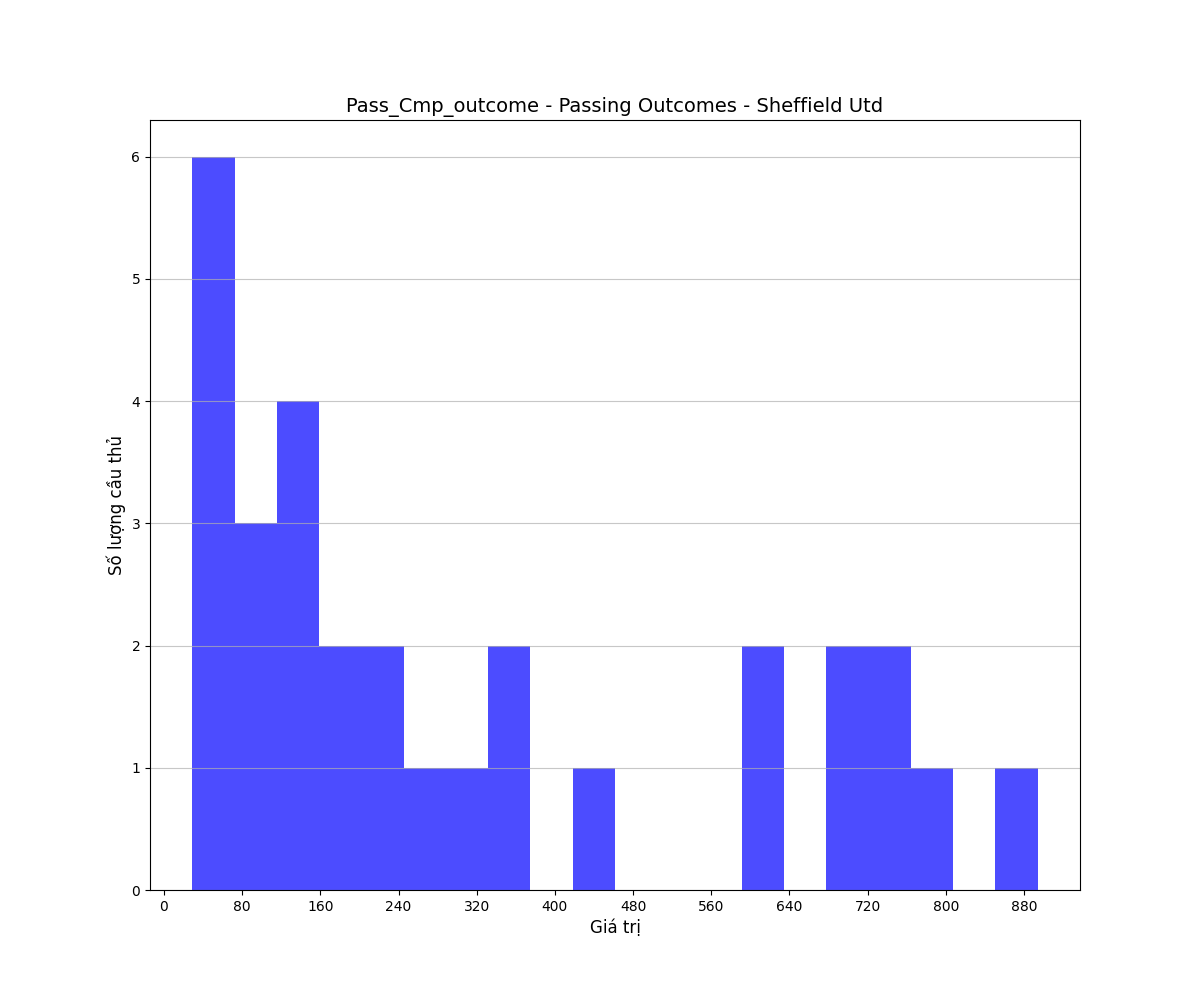 Pass_Cmp_outcome - Passing Outcomes - Sheffield Utd
6
5
4
3
2
1
0
Số lượng cầu thủ
0 80 160 240 320 400 480 560 640 720 800 880
Giá trị